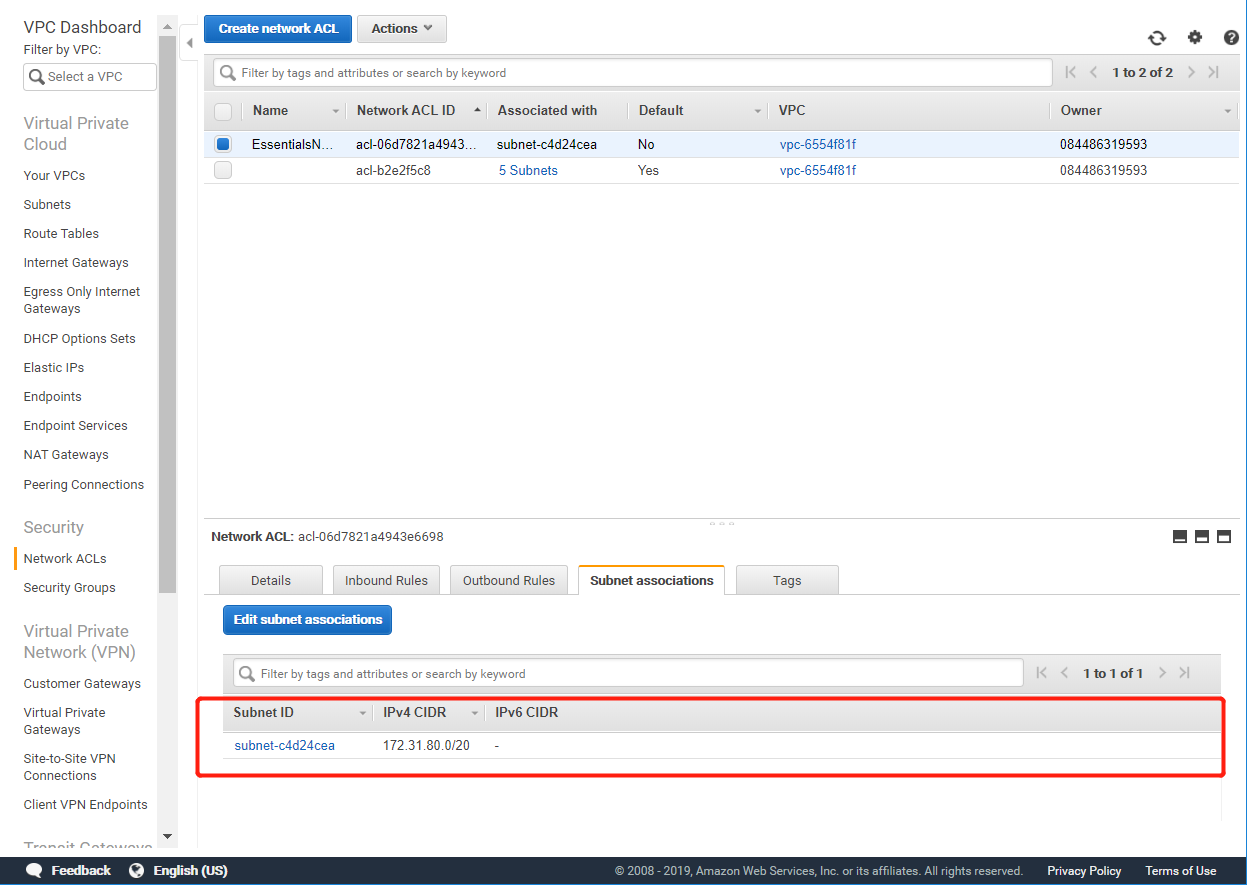 VPC Dashboard
Filter by VPC:
Select a VPC
Virtual Private
Cloud
Your VPCs
Subnets
Route Tables
Internet Gateways
Egress Only Internet
Gateways
DHCP Options Sets
Elastic IPs
Endpoints
Endpoint Services
NAT Gateways
Peering Connections
Security
Network ACLs
Security Groups
Virtual Private
Network (VPN)
Customer Gateways
Virtual Private
Gateways
Site-to-Site VPN
Connections
Client VPN Endpoints
Transit Gateways
Create network ACL Actions
Filter by tags and attributes or search by keyword 1 to 2 of 2
Name Network ACL ID Associated with Default VPC Owner
EssentialsN... acl-06d7821a4943... subnet-c4d24cea No vpc-6554f81f 084486319593
acl-b2e2f5c8 5 Subnets Yes vpc-6554f81f 084486319593
Network ACL: acl-06d7821a4943e6698
Details Inbound Rules Outbound Rules Subnet associations Tags
Edit subnet associations
Filter by tags and attributes or search by keyword 1 to 1 of 1
Subnet ID IPv4 CIDR IPv6 CIDR
subnet-c4d24cea 172.31.80.0/20 -
Feedback English (US) © 2008 - 2019, Amazon Web Services, Inc. or its affiliates. All rights reserved. Privacy Policy Terms of Use